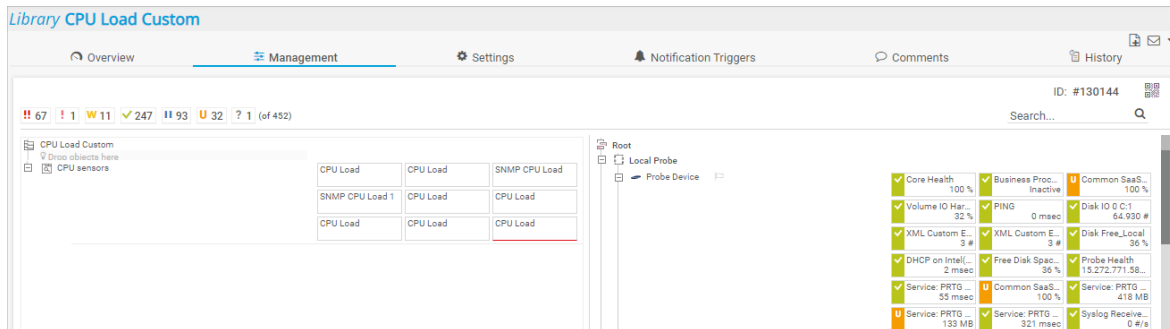 Library CPU Load Custom
Overview
Management
Settings
Notification Triggers
Comments
History
ID: #130144
!! 67 ! 1 W 11 247 II 93 U 32 ? 1 (of 452)
Search...
CPU Load Custom
Drop objects here
CPU sensors
CPU Load CPU Load SNMP CPU Load
SNMP CPU Load 1 CPU Load CPU Load
CPU Load CPU Load CPU Load
Root
Local Probe
Probe Device
Core Health Business Proc... U Common SaaS...
100 % Inactive 100 %
Volume IO Har... PING Disk IO 0 C:1
32 % 0 msec 64.930 #
XML Custom E... XML Custom E... Disk Free_Local
3 # 3 # 36 %
DHCP on Intel(... Free Disk Spac... Probe Health
2 msec 36 % 15.272.771.58...
Service: PRTG ... U Common SaaS... Service: PRTG ...
55 msec 100 % 418 MB
U Service: PRTG ... Service: PRTG ... Syslog Receive...
133 MB 321 msec 0 #/s